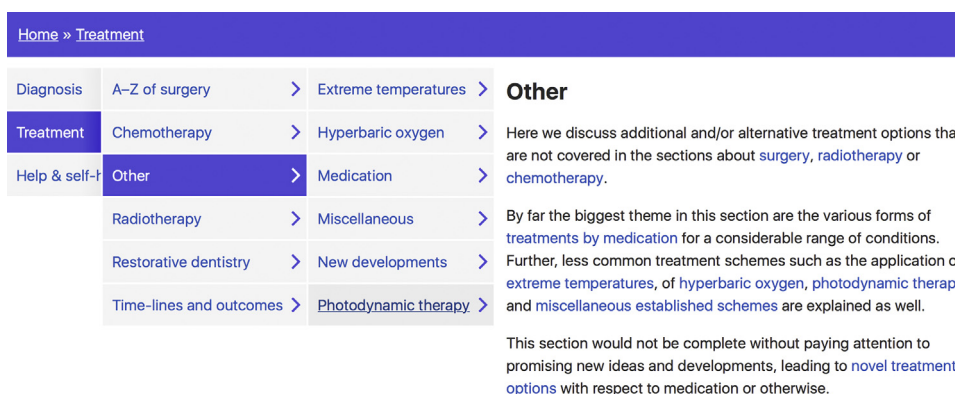 Home » Treatment
Diagnosis
Treatment
Help & self-
A–Z of surgery
Chemotherapy
Other
Radiotherapy
Restorative dentistry
Time-lines and outcomes
Extreme temperatures
Hyperbaric oxygen
Medication
Miscellaneous
New developments
Photodynamic therapy
Other
Here we discuss additional and/or alternative treatment options tha
are not covered in the sections about surgery, radiotherapy or
chemotherapy.
By far the biggest theme in this section are the various forms of
treatments by medication for a considerable range of conditions.
Further, less common treatment schemes such as the application o
extreme temperatures, of hyperbaric oxygen, photodynamic therap
and miscellaneous established schemes are explained as well.
This section would not be complete without paying attention to
promising new ideas and developments, leading to novel treatment
options with respect to medication or otherwise.